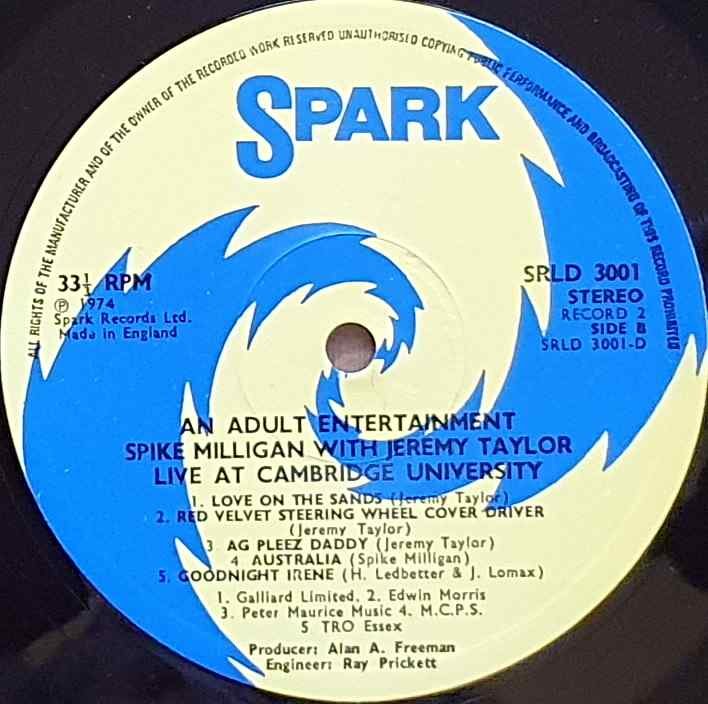 ALL RIGHTS OF THE MANUFACTURER AND OF THE OWNER OF THE RECORDED WORK RESERVED UNAUTHORISED COPYING PUBLIC PERFORMANCE AND BROADCASTING OF THIS RECORD PROHIBITED
SPARK
33⅓ RPM
Ⓟ 1974
Spark Records Ltd.
Made in England
SRLD 3001
STEREO
RECORD 2
SIDE B
SRLD 3001-D
AN ADULT ENTERTAINMENT
SPIKE MILLIGAN WITH JEREMY TAYLOR
LIVE AT CAMBRIDGE UNIVERSITY
1. LOVE ON THE SANDS (Jeremy Taylor)
2. RED VELVET STEERING WHEEL COVER DRIVER
(Jeremy Taylor)
3. AG PLEEZ DADDY (Jeremy Taylor)
4 AUSTRALIA (Spike Milligan)
5. GOODNIGHT IRENE (H. Ledbetter & J. Lomax)
1. Galliard Limited. 2. Edwin Morris
3. Peter Maurice Music 4. M.C.P.S.
5 TRO Essex
Producer: Alan A. Freeman
Engineer: Ray Prickett